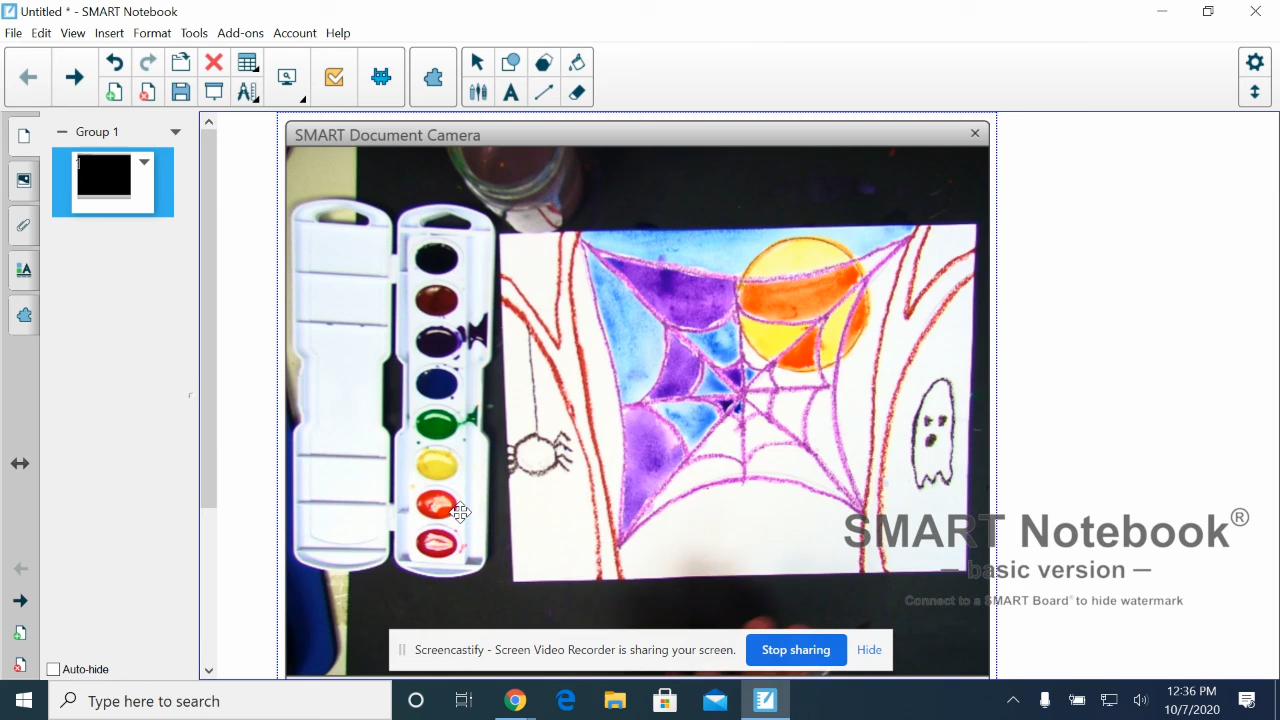 Untitled * - SMART Notebook
File Edit View Insert Format Tools Add-ons Account Help
Group 1
SMART Document Camera
SMART Notebook®
— basic version —
Connect to a SMART Board® to hide watermark
Screencastify - Screen Video Recorder is sharing your screen. Stop sharing Hide
Auto-hide
Type here to search
12:36 PM
10/7/2020